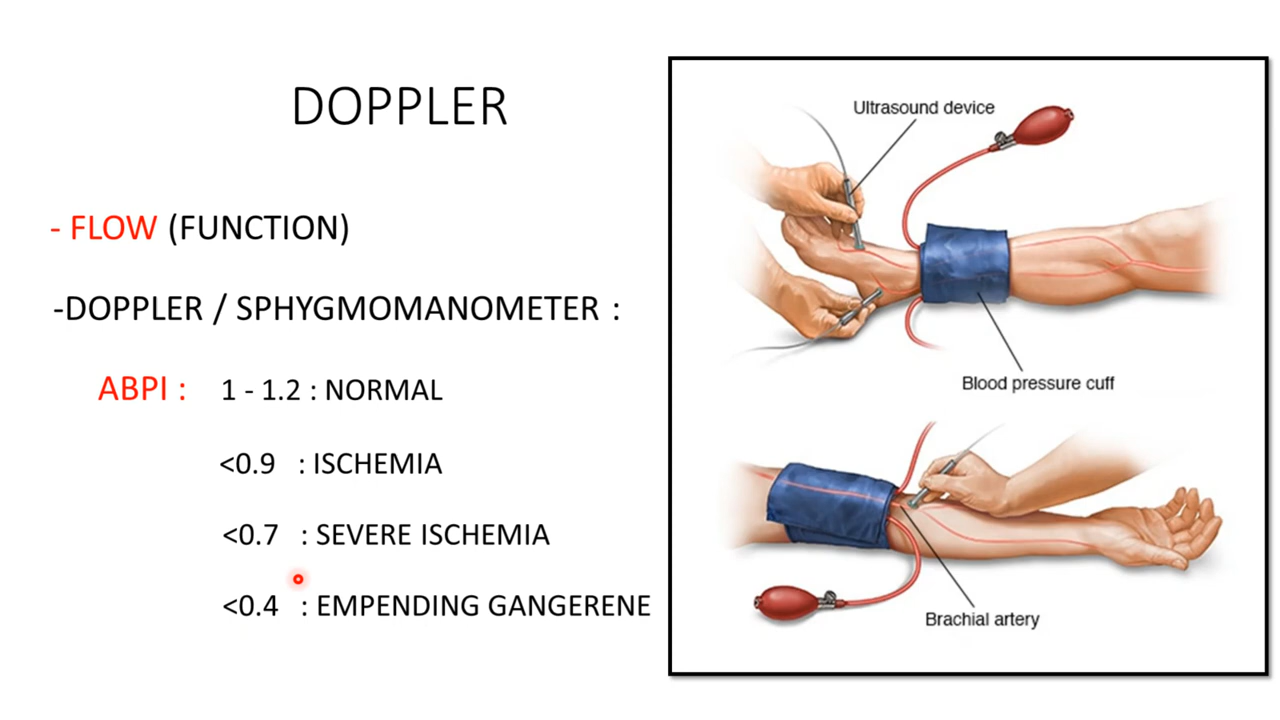 DOPPLER
- FLOW (FUNCTION)
-DOPPLER / SPHYGMOMANOMETER :
ABPI : 1 - 1.2 : NORMAL
<0.9 : ISCHEMIA
<0.7 : SEVERE ISCHEMIA
<0.4 : EMPENDING GANGERENE
Ultrasound device
Blood pressure cuff
Brachial artery